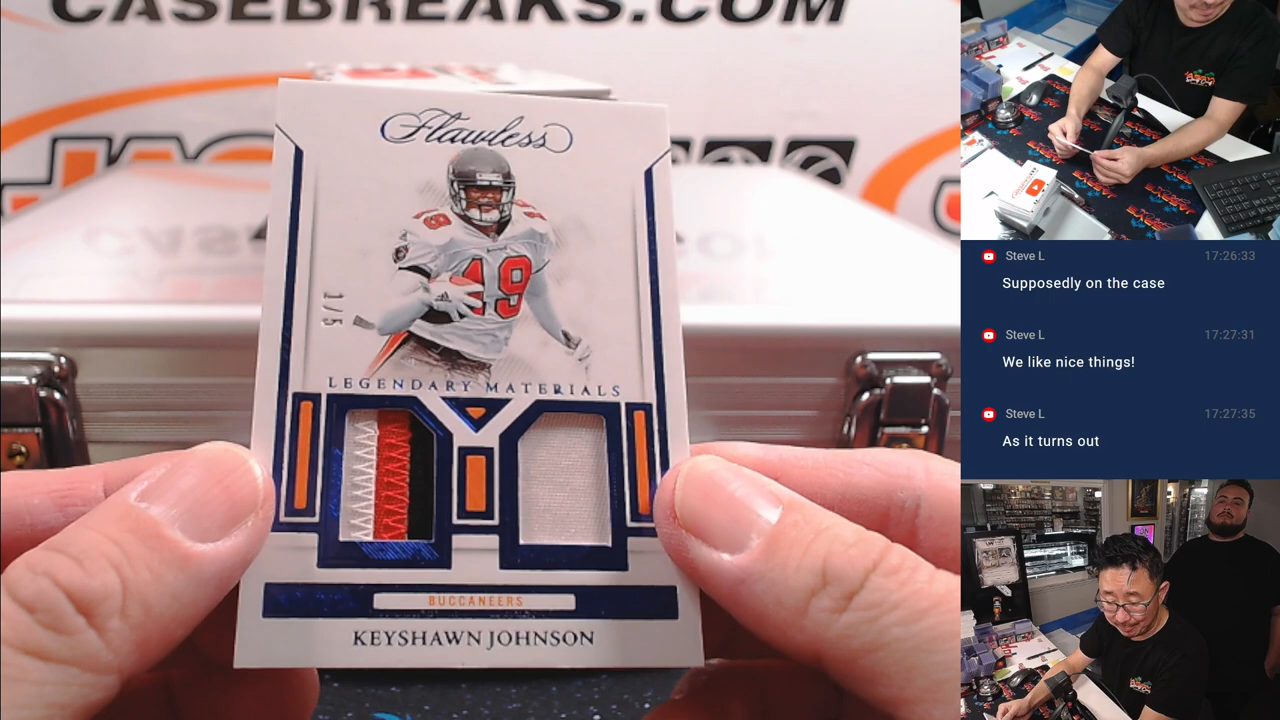 CASEBREAKS.COM
Flawless
19
1/5
LEGENDARY MATERIALS
BUCCANEERS
KEYSHAWN JOHNSON
Steve L 17:26:33
Supposedly on the case
Steve L 17:27:31
We like nice things!
Steve L 17:27:35
As it turns out